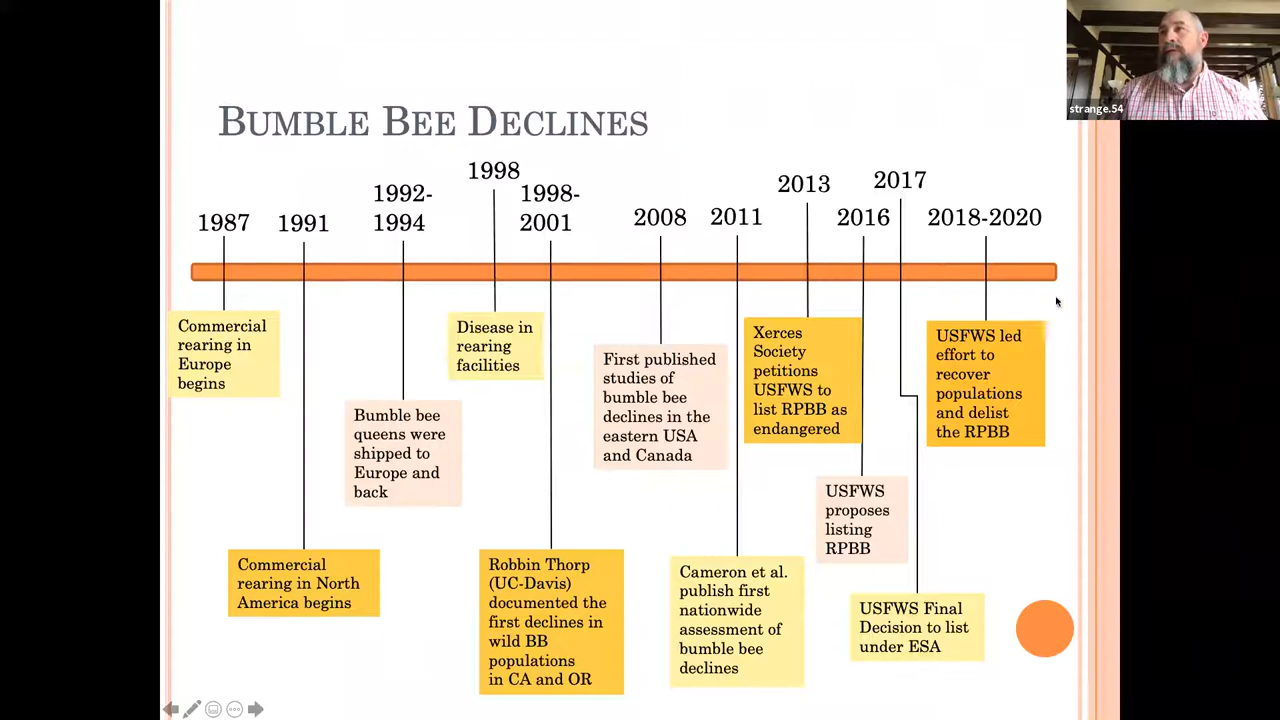 strange.54
BUMBLE BEE DECLINES
1987
1991
1992-
1994
1998
1998-
2001
2008
2011
2013
2016
2017
2018-2020
Commercial
rearing in
Europe
begins
Commercial
rearing in North
America begins
Bumble bee
queens were
shipped to
Europe and
back
Disease in
rearing
facilities
Robbin Thorp
(UC-Davis)
documented the
first declines in
wild BB
populations
in CA and OR
First published
studies of
bumble bee
declines in the
eastern USA
and Canada
Cameron et al.
publish first
nationwide
assessment of
bumble bee
declines
Xerces
Society
petitions
USFWS to
list RPBB as
endangered
USFWS
proposes
listing
RPBB
USFWS Final
Decision to list
under ESA
USFWS led
effort to
recover
populations
and delist
the RPBB